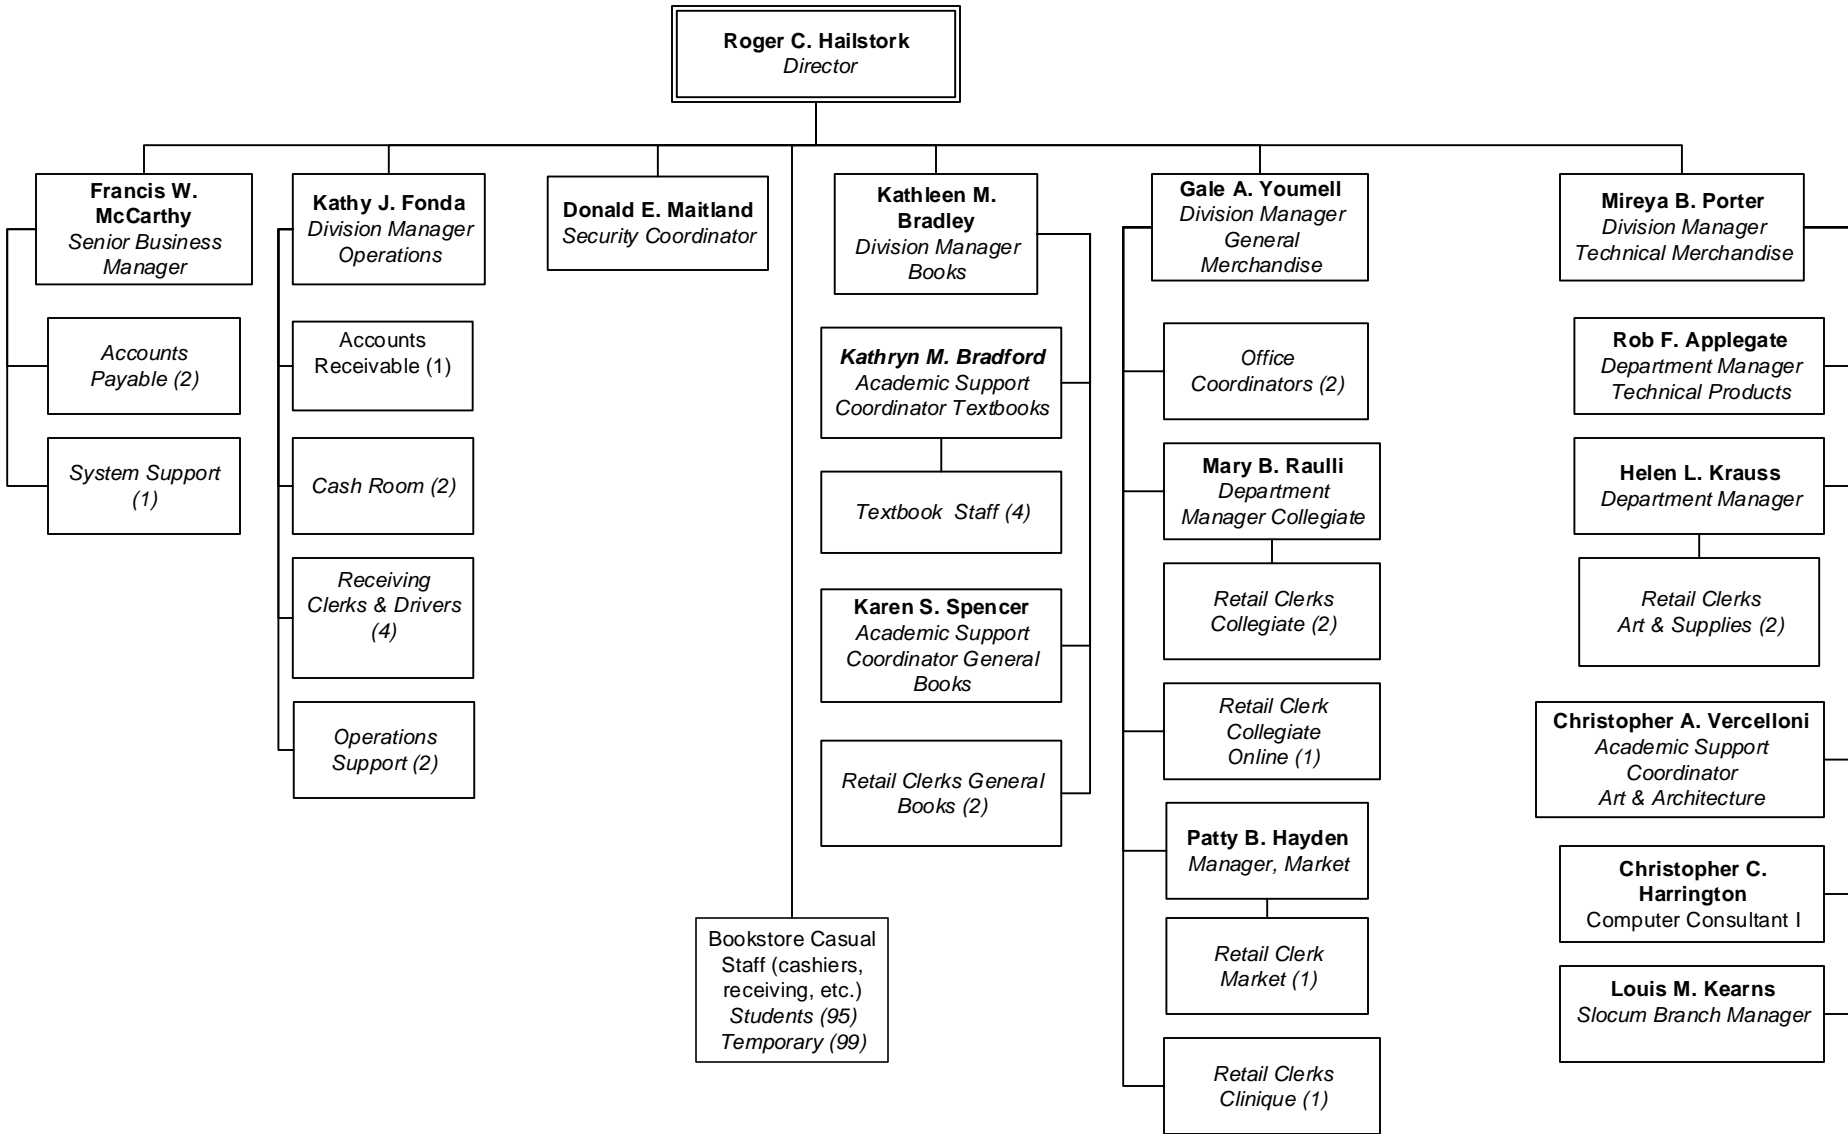 Roger C. Hailstork
Director
Francis W.
McCarthy
Senior Business
Manager
Accounts
Payable (2)
System Support
(1)
Kathy J. Fonda
Division Manager
Operations
Accounts
Receivable (1)
Cash Room (2)
Receiving
Clerks & Drivers
(4)
Operations
Support (2)
Donald E. Maitland
Security Coordinator
Bookstore Casual
Staff (cashiers,
receiving, etc.)
Students (95)
Temporary (99)
Kathleen M.
Bradley
Division Manager
Books
Kathryn M. Bradford
Academic Support
Coordinator Textbooks
Textbook Staff (4)
Karen S. Spencer
Academic Support
Coordinator General
Books
Retail Clerks General
Books (2)
Gale A. Youmell
Division Manager
General
Merchandise
Office
Coordinators (2)
Mary B. Raulli
Department
Manager Collegiate
Retail Clerks
Collegiate (2)
Retail Clerk
Collegiate
Online (1)
Patty B. Hayden
Manager, Market
Retail Clerk
Market (1)
Retail Clerks
Clinique (1)
Mireya B. Porter
Division Manager
Technical Merchandise
Rob F. Applegate
Department Manager
Technical Products
Helen L. Krauss
Department Manager
Retail Clerks
Art & Supplies (2)
Christopher A. Vercelloni
Academic Support
Coordinator
Art & Architecture
Christopher C.
Harrington
Computer Consultant I
Louis M. Kearns
Slocum Branch Manager